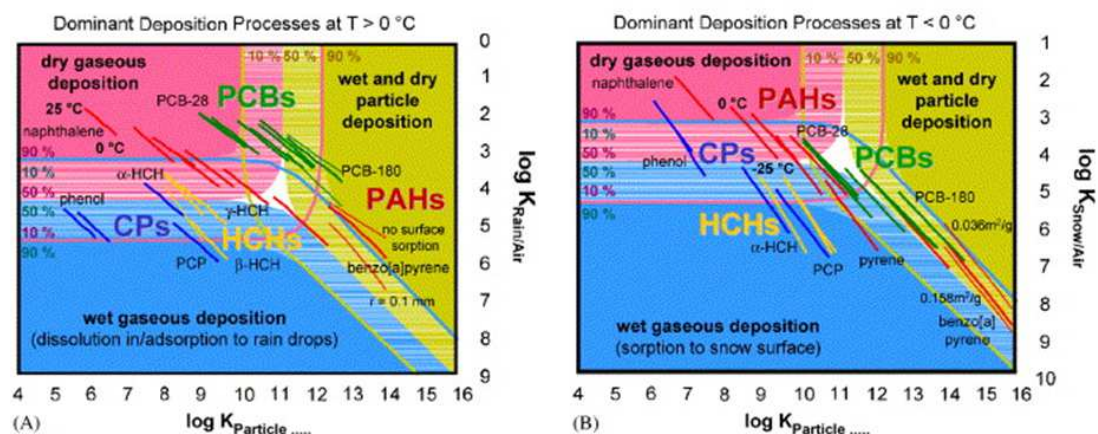 Dominant Deposition Processes at T > 0 °C
10 % 50 % 90 %
dry gaseous
deposition
wet and dry
particle
deposition
PCB-28
PCBs
25 °C
naphthalene
0 °C
90 %
10 %
50 %
50 %
10 %
90 %
α-HCH
phenol
CPs
γ-HCH
HCHs
PCP
β-HCH
PCB-180
PAHs
no surface
sorption
benzo[a]pyrene
r = 0.1 mm
wet gaseous deposition
(dissolution in/adsorption to rain drops)
0
1
2
3
4
5
6
7
8
9
log K Rain/Air
4 5 6 7 8 9 10 11 12 13 14 15 16
(A)
log K Particle
Dominant Deposition Processes at T < 0 °C
10 % 50 % 90 %
dry gaseous deposition
naphthalene
0 °C
PAHs
wet and dry
particle
deposition
90 %
10 %
50 %
50 %
10 %
90 %
PCB-28
phenol
CPs
-25 °C
PCBs
HCHs
α-HCH
PCP
pyrene
PCB-180
0.036m²/g
0.158m²/g
benzo[a]
pyrene
wet gaseous deposition
(sorption to snow surface)
1
2
3
4
5
6
7
8
9
10
log K Snow/Air
4 5 6 7 8 9 10 11 12 13 14 15 16
(B)
log K Particle